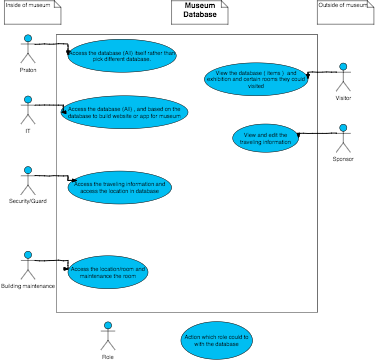 Inside of museum
Museum
Database
Outside of museum
Access the database (All) itself rather than
pick different database.
Praton
View the database ( items ) and
exhibition and certain rooms they could
visited
Visitor
Access the database (All) , and based on the
database to build website or app for museum
IT
View and edit the
traveling information
Sponsor
Access the traveling information and
access the location in database
Security/Guard
Access the location/room and
maintenance the room
Building maintenance
Action which role could to
with the database
Role